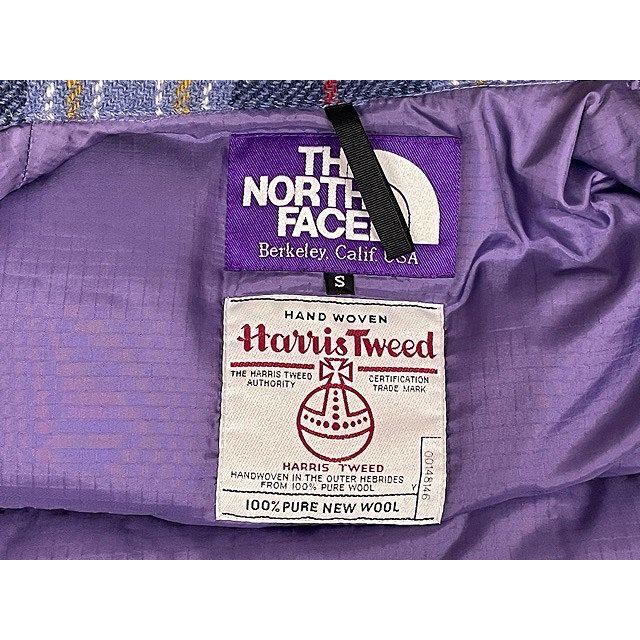 THE
NORTH
FACE
Berkeley, Calif. USA
S
HAND WOVEN
Harris Tweed
THE HARRIS TWEED
AUTHORITY
CERTIFICATION
TRADE MARK
HARRIS TWEED
HANDWOVEN IN THE OUTER HEBRIDES
FROM 100% PURE WOOL
Y
00148146
100% PURE NEW WOOL